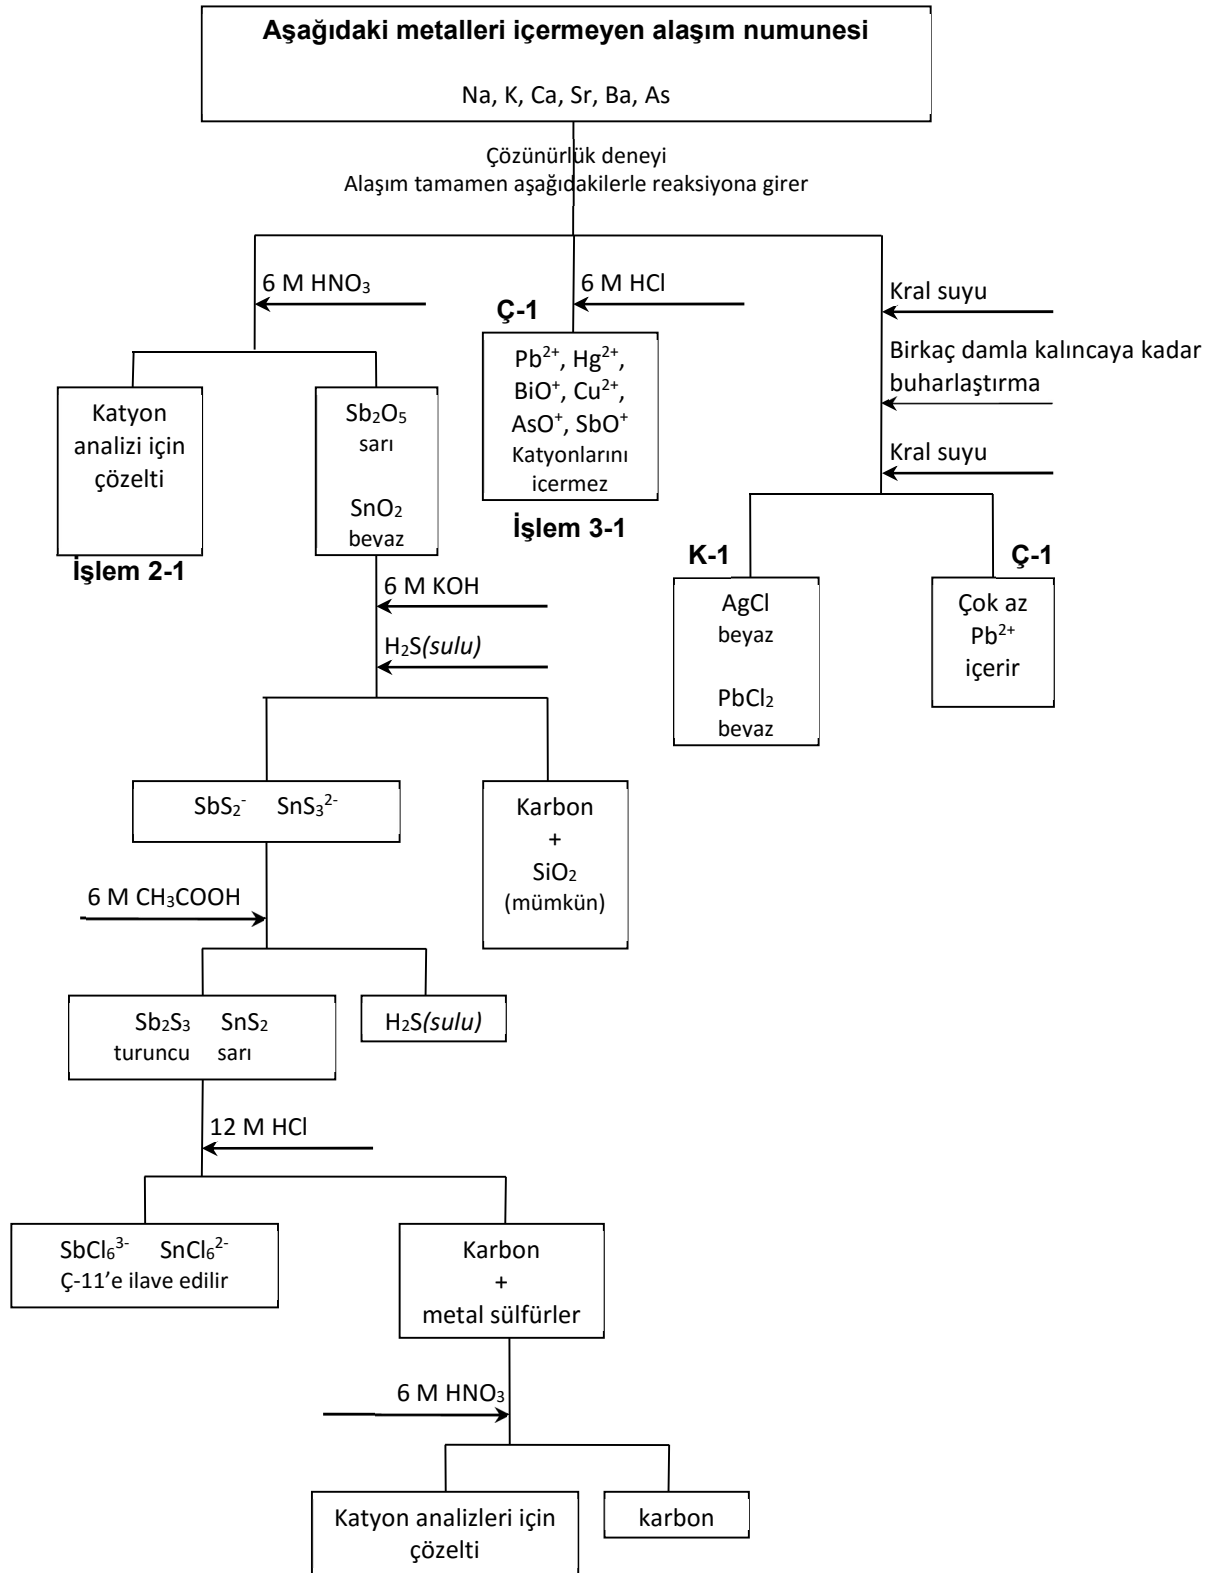 Aşağıdaki metalleri içermeyen alaşım numunesi
Na, K, Ca, Sr, Ba, As
Çözünürlük deneyi
Alaşım tamamen aşağıdakilerle reaksiyona girer
6 M HNO₃
Katyon
analizi için
çözelti
İşlem 2-1
Sb₂O₅
sarı
SnO₂
beyaz
6 M HCl
Ç-1
Pb²⁺, Hg²⁺,
BiO⁺, Cu²⁺,
AsO⁺, SbO⁺
Katyonlarını
içermez
İşlem 3-1
Kral suyu
Birkaç damla kalıncaya kadar
buharlaştırma
Kral suyu
K-1
AgCl
beyaz
PbCl₂
beyaz
Ç-1
Çok az
Pb²⁺
içerir
6 M KOH
H₂S(sulu)
SbS₂⁻ SnS₃²⁻
Karbon
+
SiO₂
(mümkün)
6 M CH₃COOH
Sb₂S₃ SnS₂
turuncu sarı
H₂S(sulu)
12 M HCl
SbCl₆³⁻ SnCl₆²⁻
Ç-11’e ilave edilir
Karbon
+
metal sülfürler
6 M HNO₃
Katyon analizleri için
çözelti
karbon